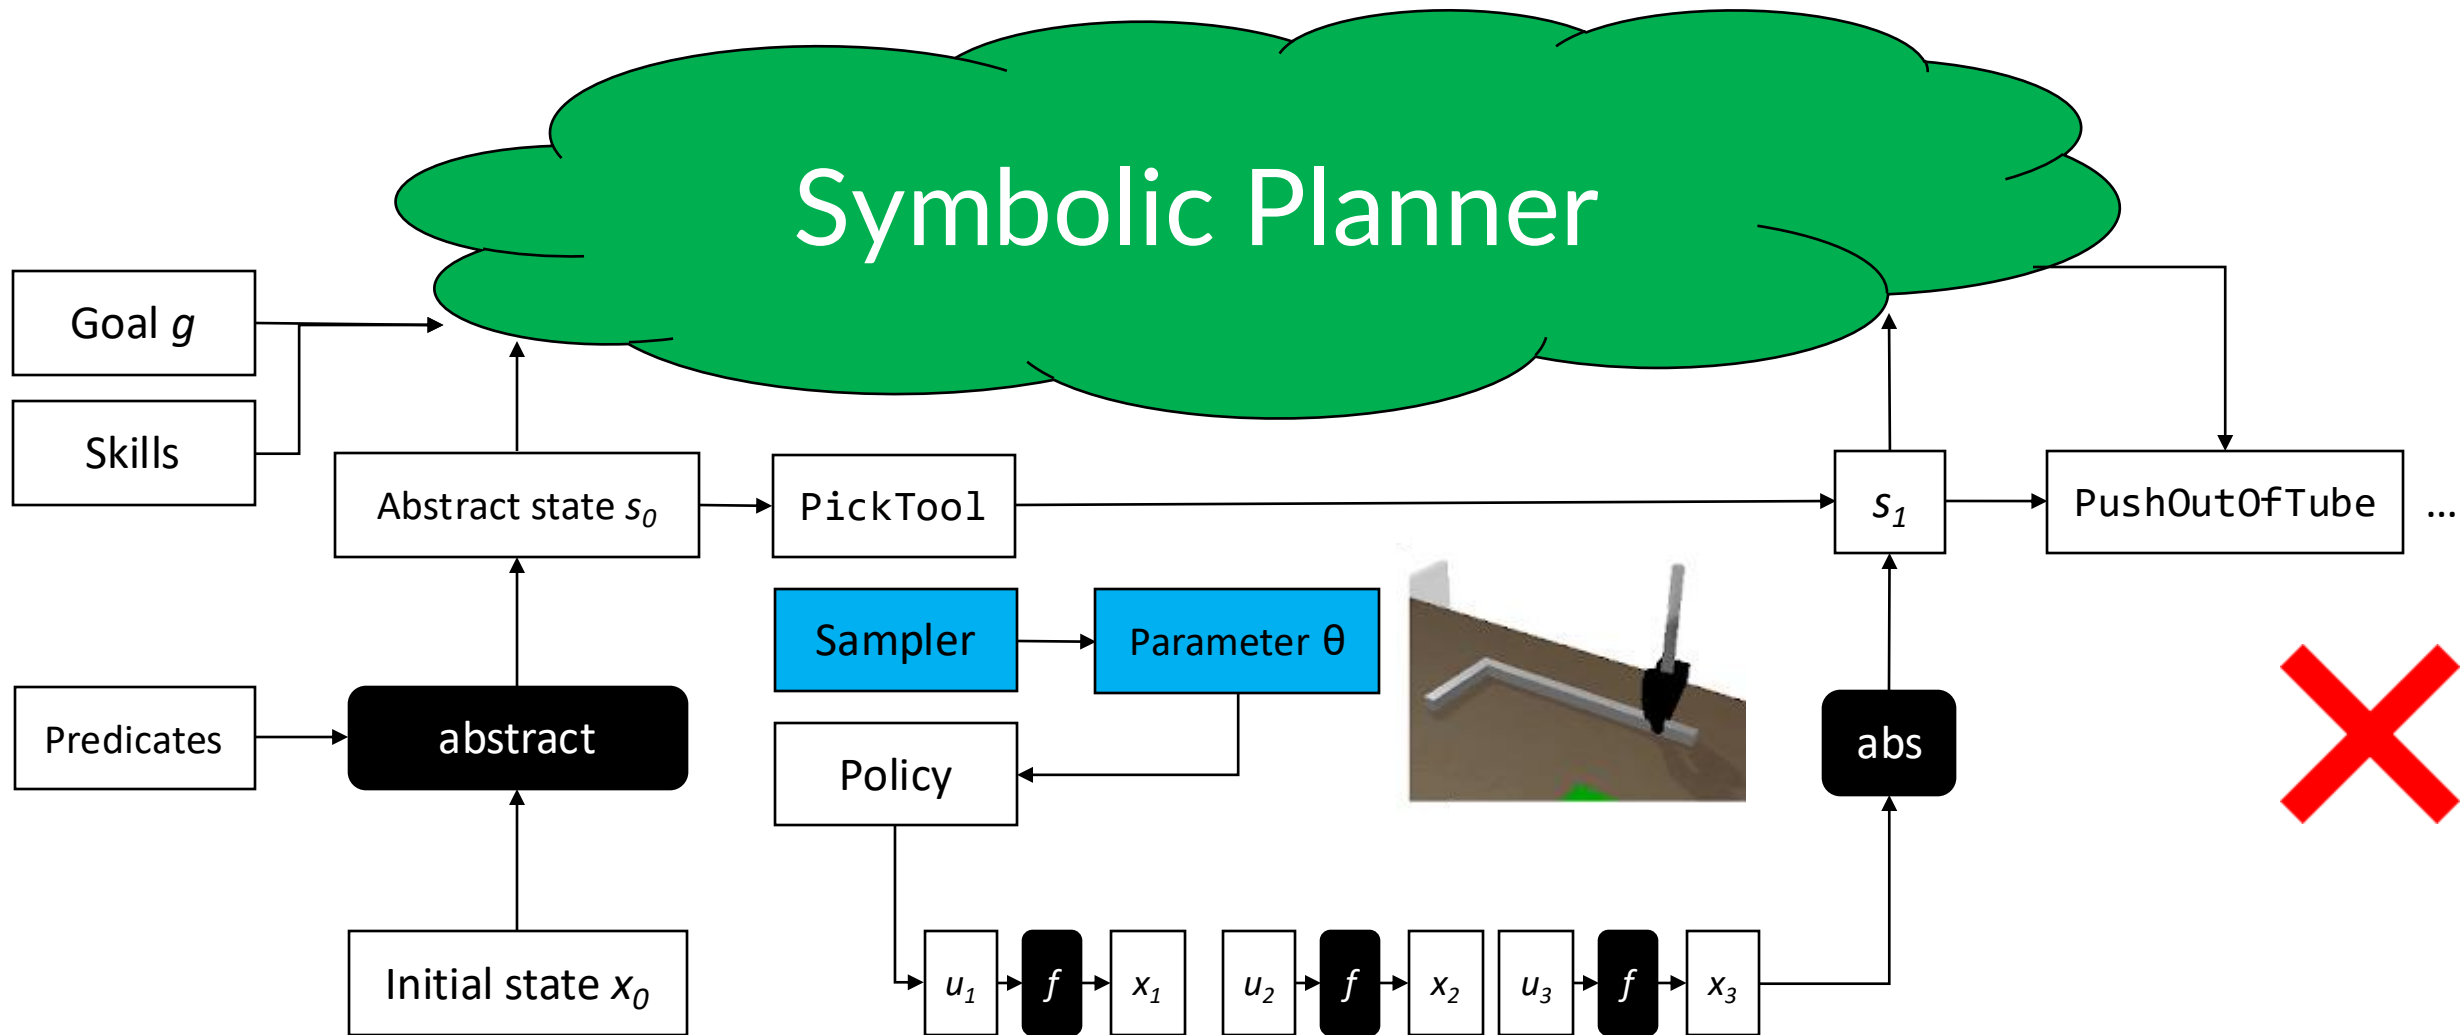 Symbolic Planner
Goal g
Skills
Abstract state s₀
PickTool
s₁
PushOutOfTube
...
Sampler
Parameter θ
Predicates
abstract
Policy
abs
Initial state x₀
u₁
f
x₁
u₂
f
x₂
u₃
f
x₃